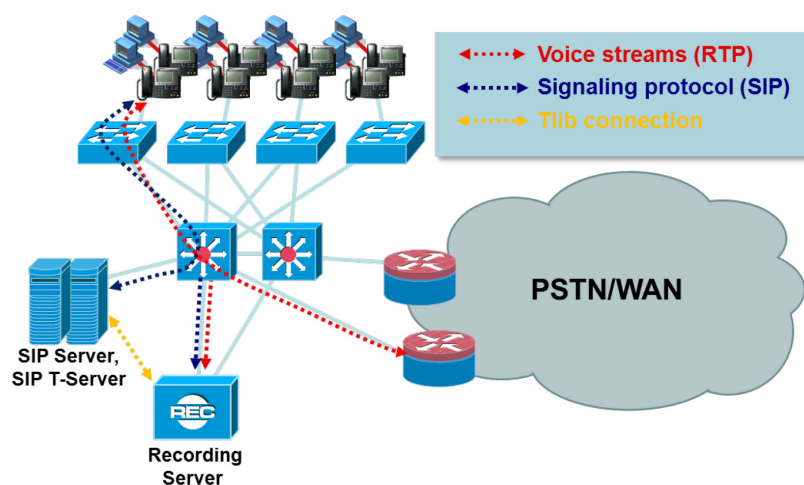 Voice streams (RTP)
Signaling protocol (SIP)
Tlib connection
PSTN/WAN
SIP Server,
SIP T-Server
REC
Recording
Server